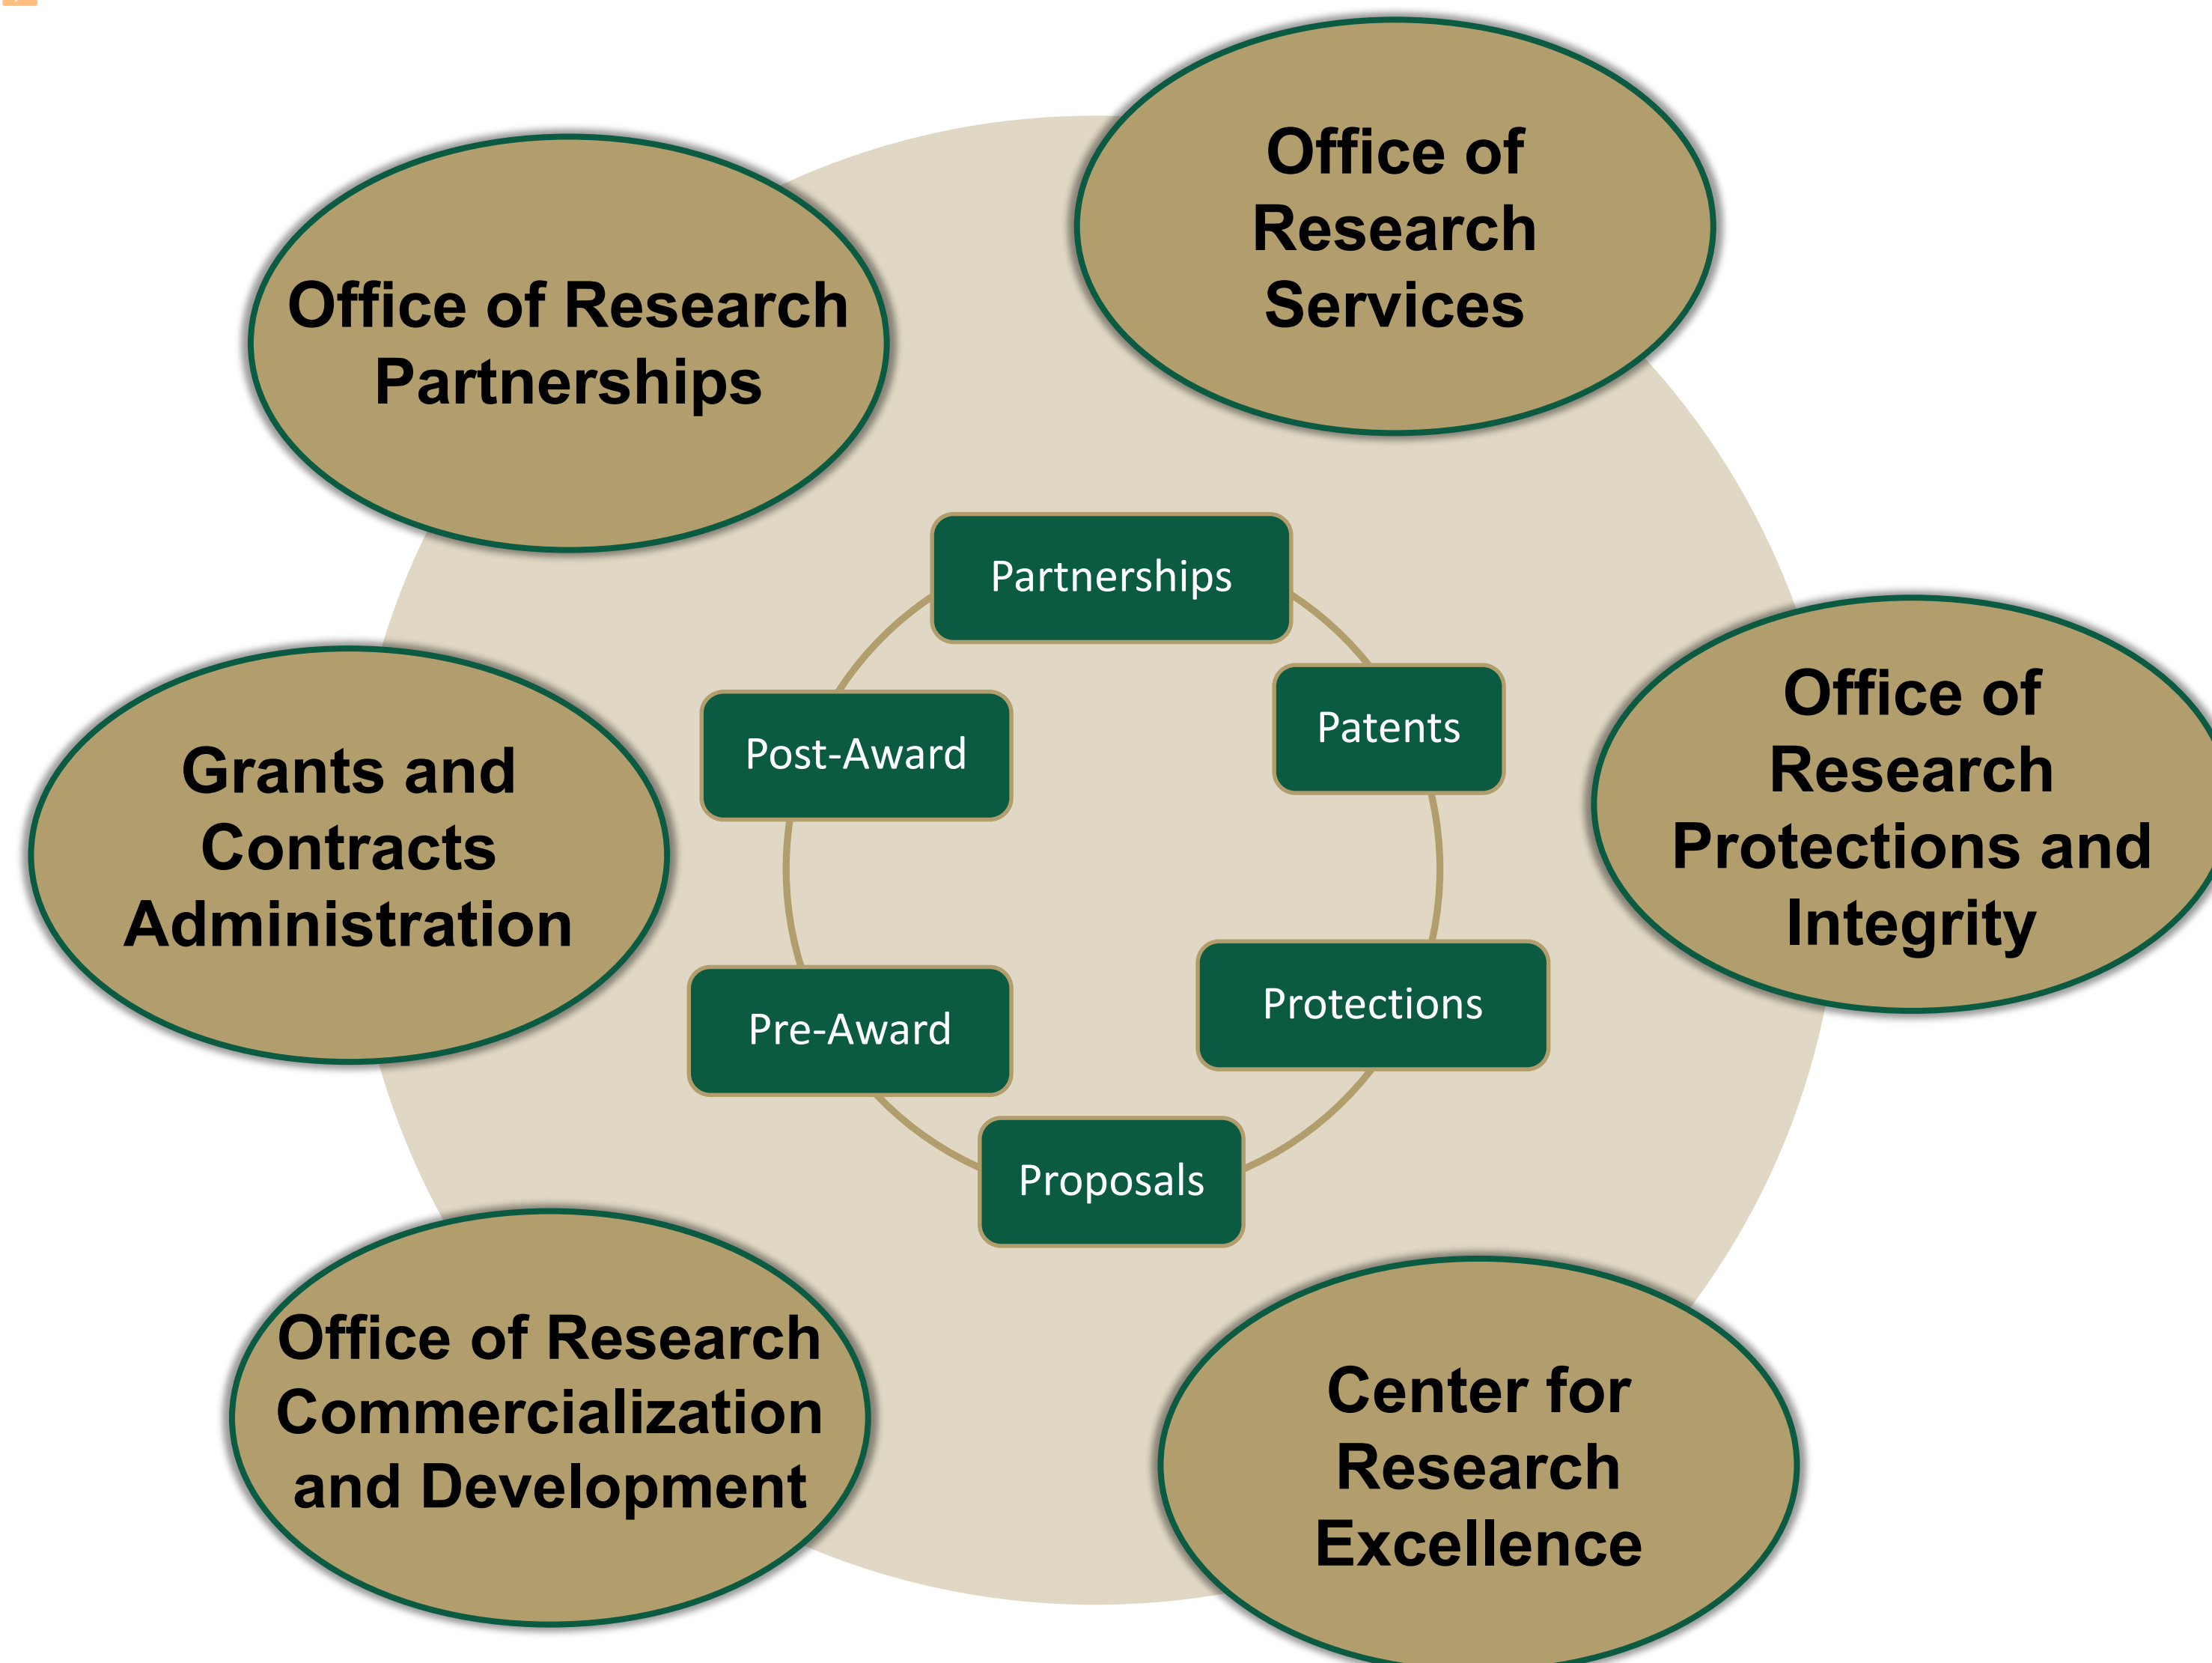 Office of
Research
Services
Office of Research
Partnerships
Partnerships
Patents
Post-Award
Office of
Research
Protections and
Integrity
Grants and
Contracts
Administration
Protections
Pre-Award
Proposals
Office of Research
Commercialization
and Development
Center for
Research
Excellence